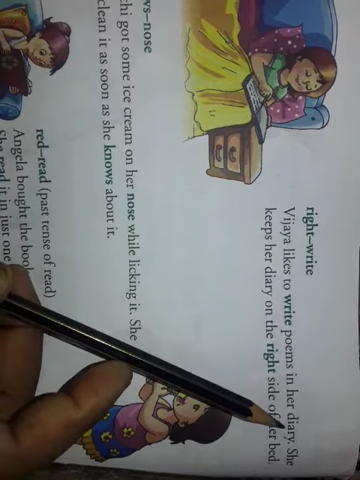 right–write
Vijaya likes to write poems in her diary. She
keeps her diary on the right side of her bed.
ws–nose
chi got some ice cream on her nose while licking it. She
clean it as soon as she knows about it.
red–read (past tense of read)
Angela bought the book
She read it in just one